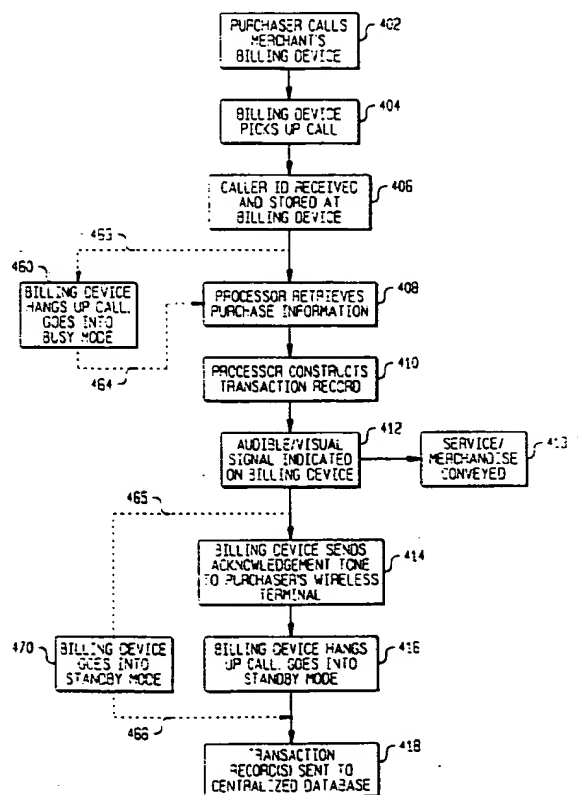 PURCHASER CALLS
MERCHANT'S
BILLING DEVICE
402
BILLING DEVICE
PICKS UP CALL
404
CALLER ID RECEIVED
AND STORED AT
BILLING DEVICE
406
463
460
BILLING DEVICE
HANGS UP CALL,
GOES INTO
BUSY MODE
464
PROCESSOR RETRIEVES
PURCHASE INFORMATION
408
PROCESSOR CONSTRUCTS
TRANSACTION RECORD
410
AUDIBLE/VISUAL
SIGNAL INDICATED
ON BILLING DEVICE
412
SERVICE/
MERCHANDISE
CONVEYED
413
465
BILLING DEVICE SENDS
ACKNOWLEDGEMENT TONE
TO PURCHASER'S WIRELESS
TERMINAL
414
470
BILLING DEVICE
GOES INTO
STANDBY MODE
BILLING DEVICE HANGS
UP CALL, GOES INTO
STANDBY MODE
416
466
TRANSACTION
RECORD(S) SENT TO
CENTRALIZED DATABASE
418